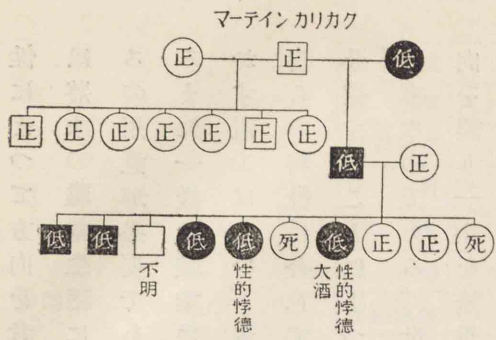 マーテイン カリカク
正 正 低
正 正 正 正 正 正 正
低 正
低 低 低 低 死 低 正 正 死
不明
性的悖德
大酒
性的悖德